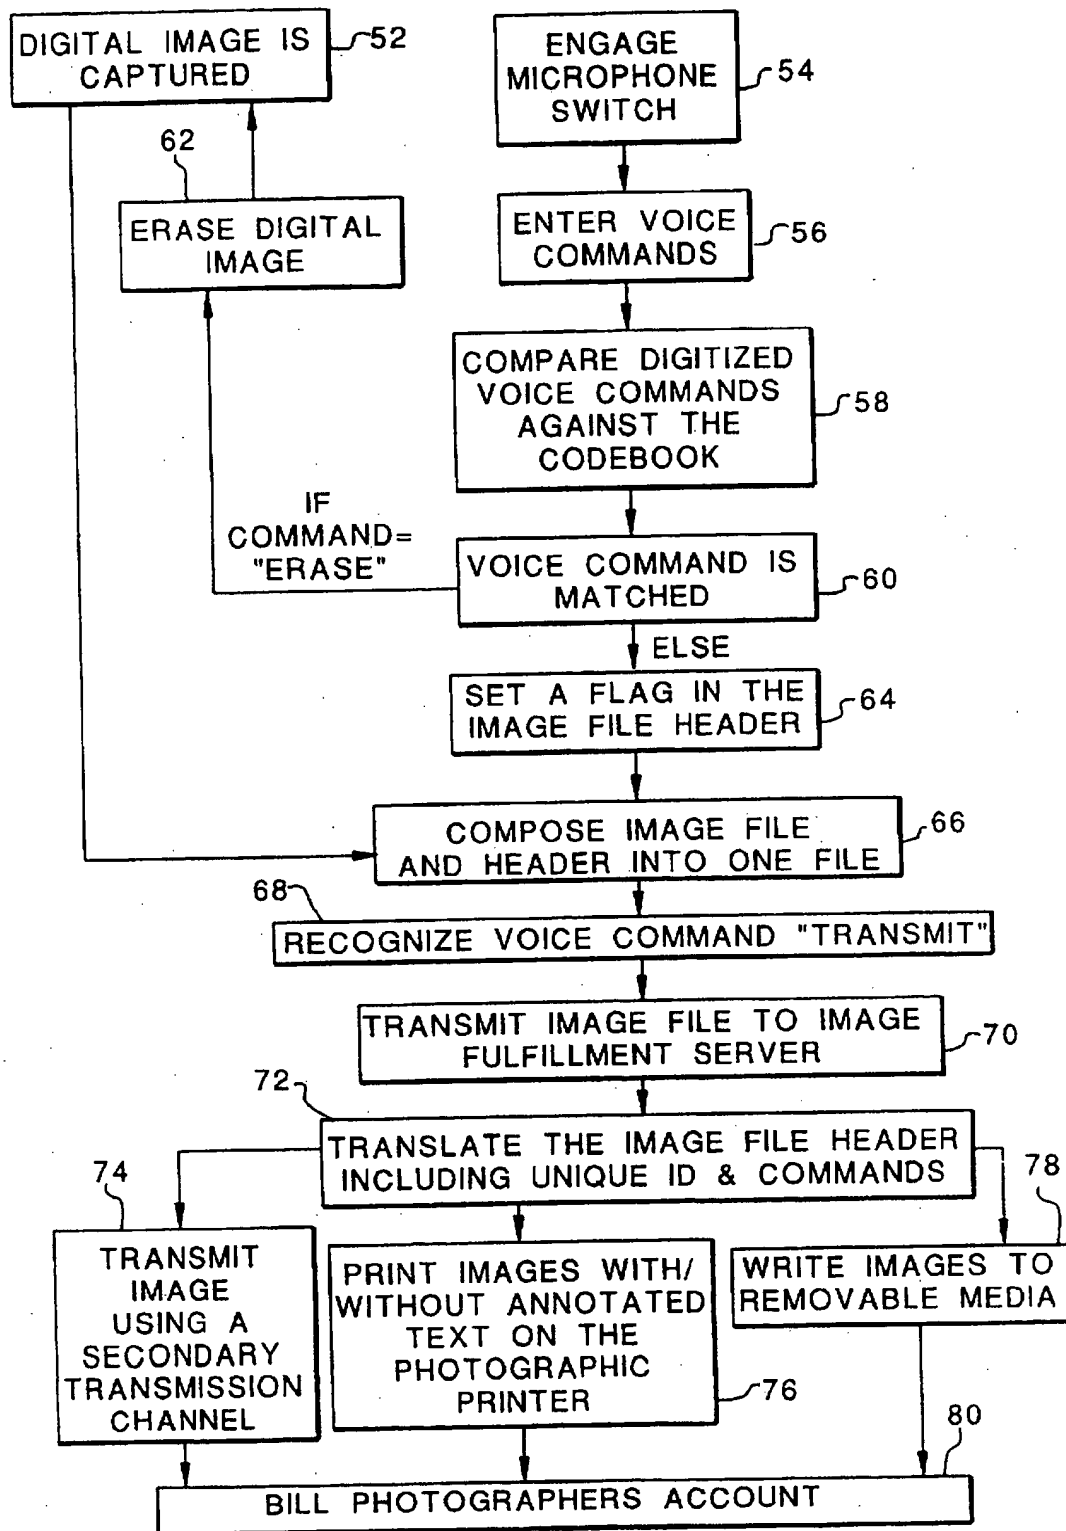 DIGITAL IMAGE IS
CAPTURED
52
ENGAGE
MICROPHONE
SWITCH
54
62
ERASE DIGITAL
IMAGE
ENTER VOICE
COMMANDS
56
COMPARE DIGITIZED
VOICE COMMANDS
AGAINST THE
CODEBOOK
58
IF
COMMAND=
"ERASE"
VOICE COMMAND IS
MATCHED
60
ELSE
SET A FLAG IN THE
IMAGE FILE HEADER
64
COMPOSE IMAGE FILE
AND HEADER INTO ONE FILE
66
68
RECOGNIZE VOICE COMMAND "TRANSMIT"
TRANSMIT IMAGE FILE TO IMAGE
FULFILLMENT SERVER
70
72
TRANSLATE THE IMAGE FILE HEADER
INCLUDING UNIQUE ID & COMMANDS
74
TRANSMIT
IMAGE
USING A
SECONDARY
TRANSMISSION
CHANNEL
PRINT IMAGES WITH/
WITHOUT ANNOTATED
TEXT ON THE
PHOTOGRAPHIC
PRINTER
76
78
WRITE IMAGES TO
REMOVABLE MEDIA
80
BILL PHOTOGRAPHERS ACCOUNT